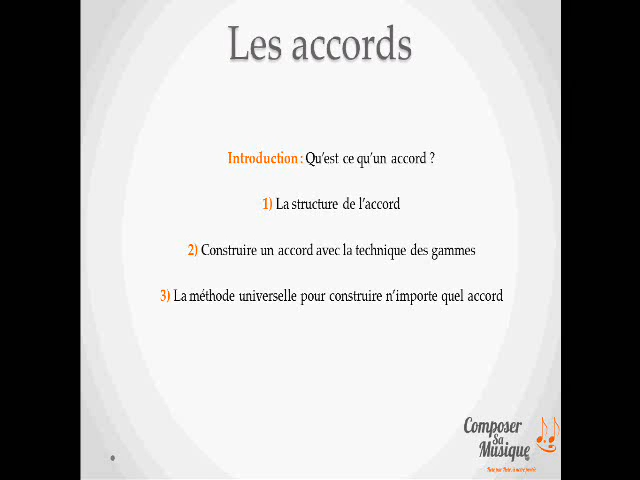 Les accords
Introduction : Qu'est ce qu'un accord ?
1) La structure de l'accord
2) Construire un accord avec la technique des gammes
3) La méthode universelle pour construire n'importe quel accord
Composer
Sa
Musique